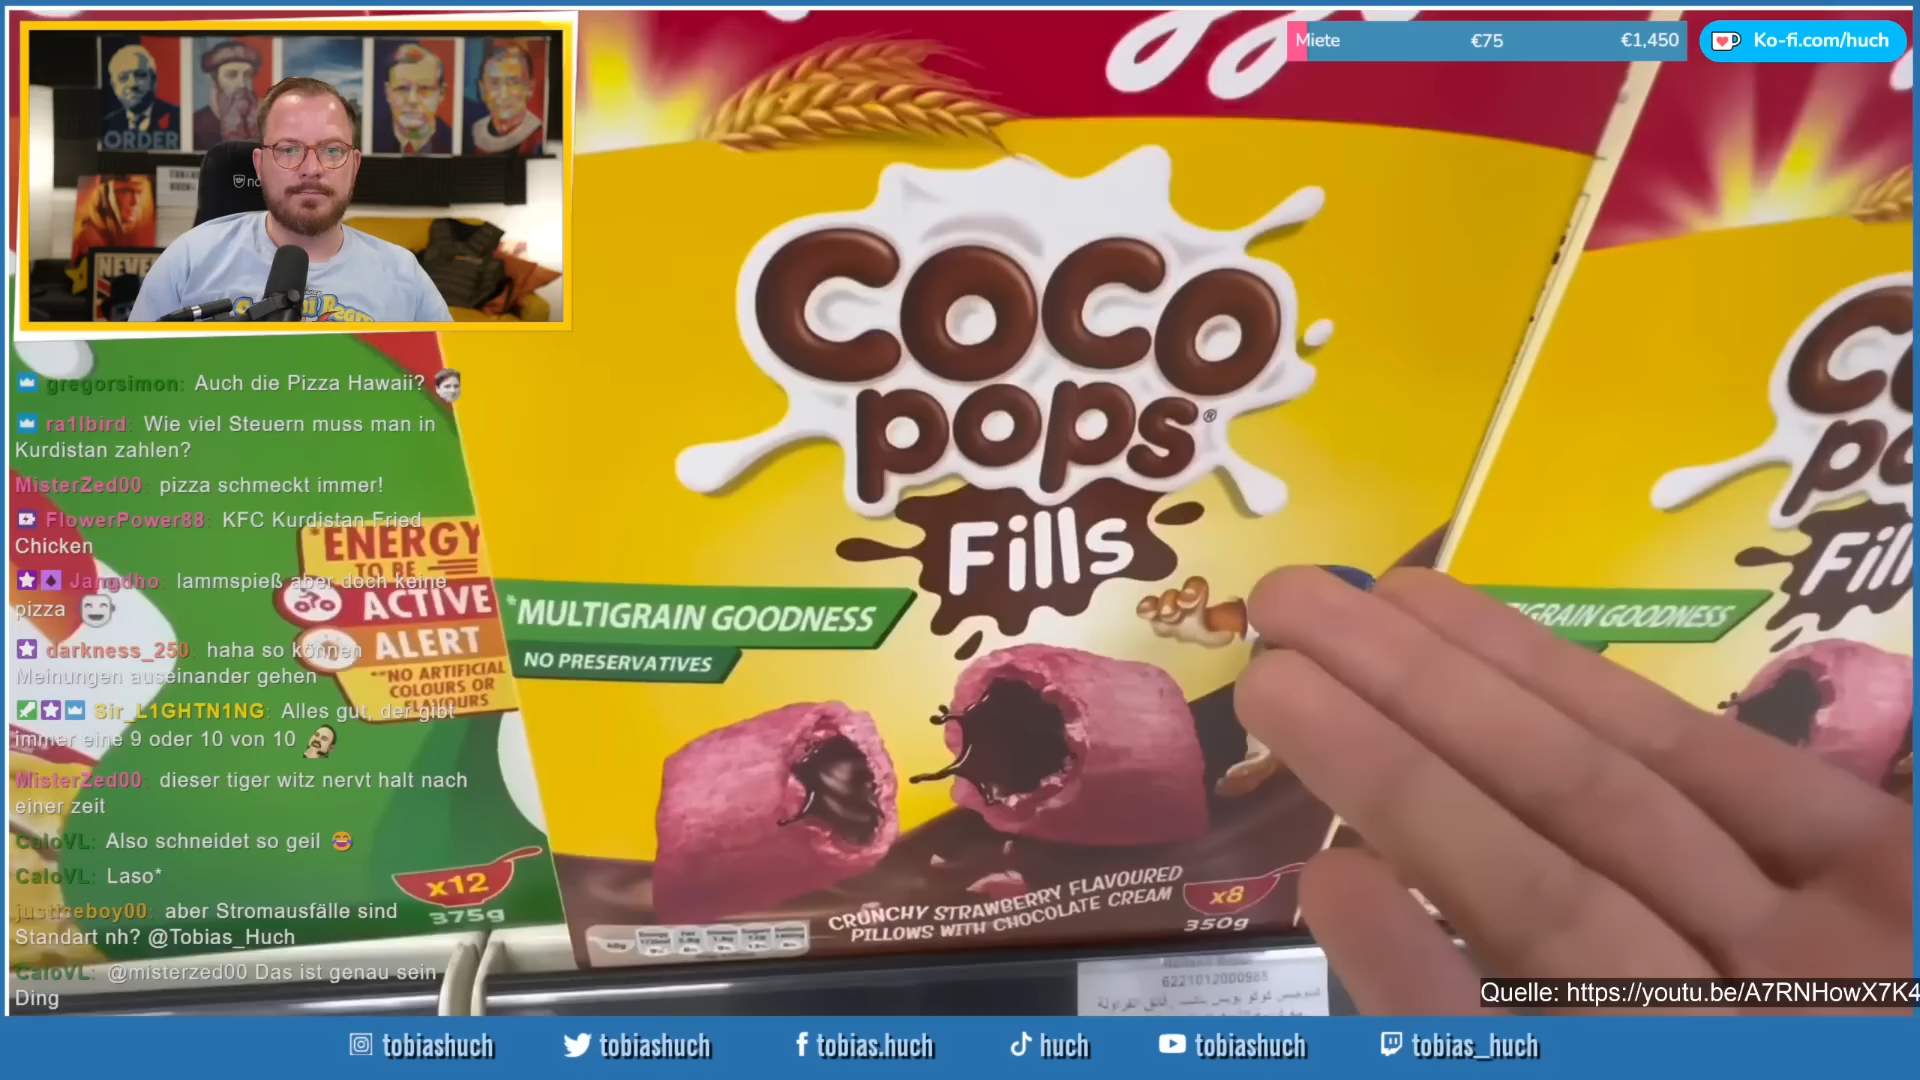 Miete €75 €1,450
Ko-fi.com/huch
ORDER
NEVER
gregorsimon: Auch die Pizza Hawaii?
ra1lbird: Wie viel Steuern muss man in
Kurdistan zahlen?
MisterZed00: pizza schmeckt immer!
FlowerPower88: KFC Kurdistan Fried
Chicken
Jangdho: lammspieß aber doch keine
pizza
darkness_250: haha so können
Meinungen auseinander gehen
Sir_L1GHTN1NG: Alles gut, der gibt
immer eine 9 oder 10 von 10
MisterZed00: dieser tiger witz nervt halt nach
einer zeit
CaloVL: Also schneidet so geil
CaloVL: Laso*
justiceboy00: aber Stromausfälle sind
Standart nh? @Tobias_Huch
CaloVL: @misterzed00 Das ist genau sein
Ding
ENERGY
TO BE
ACTIVE
ALERT
**NO ARTIFICIAL
COLOURS OR
FLAVOURS
x12
375g
coco
pops®
Fills
*MULTIGRAIN GOODNESS
NO PRESERVATIVES
CRUNCHY STRAWBERRY FLAVOURED
PILLOWS WITH CHOCOLATE CREAM
x8
350g
GRAIN GOODNESS
Quelle: https://youtu.be/A7RNHowX7K4
tobiashuch
tobiashuch
tobias.huch
huch
tobiashuch
tobias_huch